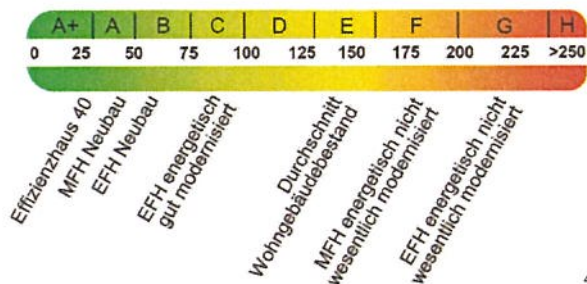 A+ A B C D E F G H
0 25 50 75 100 125 150 175 200 225 >250
Effizienzhaus 40
MFH Neubau
EFH Neubau
EFH energetisch
gut modernisiert
Durchschnitt
Wohngebäudebestand
MFH energetisch nicht
wesentlich modernisiert
EFH energetisch nicht
wesentlich modernisiert